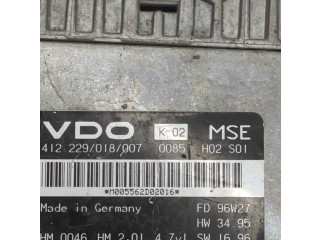 VDO K-02 MSE
412 229/018/007 0085 H02 S01
*M005562D02016*
Made in Germany FD 96W27
HW 34 95
HM 0046 HM 2.0l 4.7vl SW 16 96